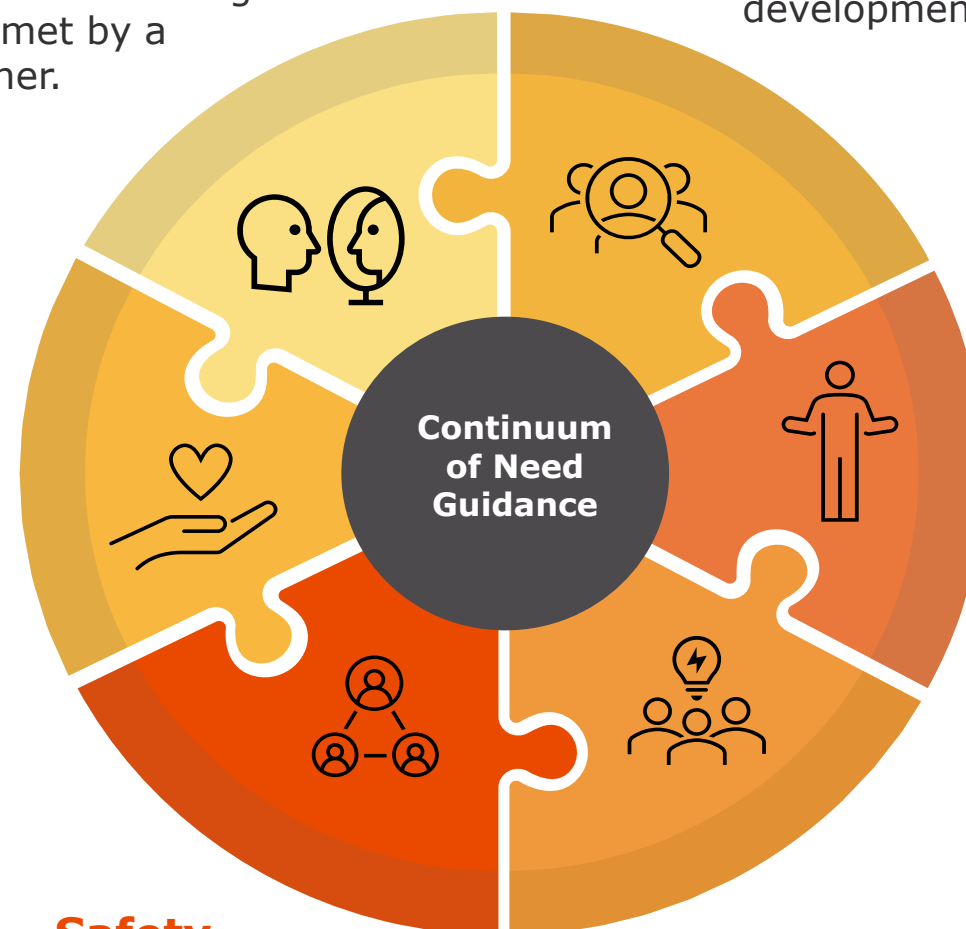 met by a
developmen
ner.
Continuum
of Need
Guidance
Safety